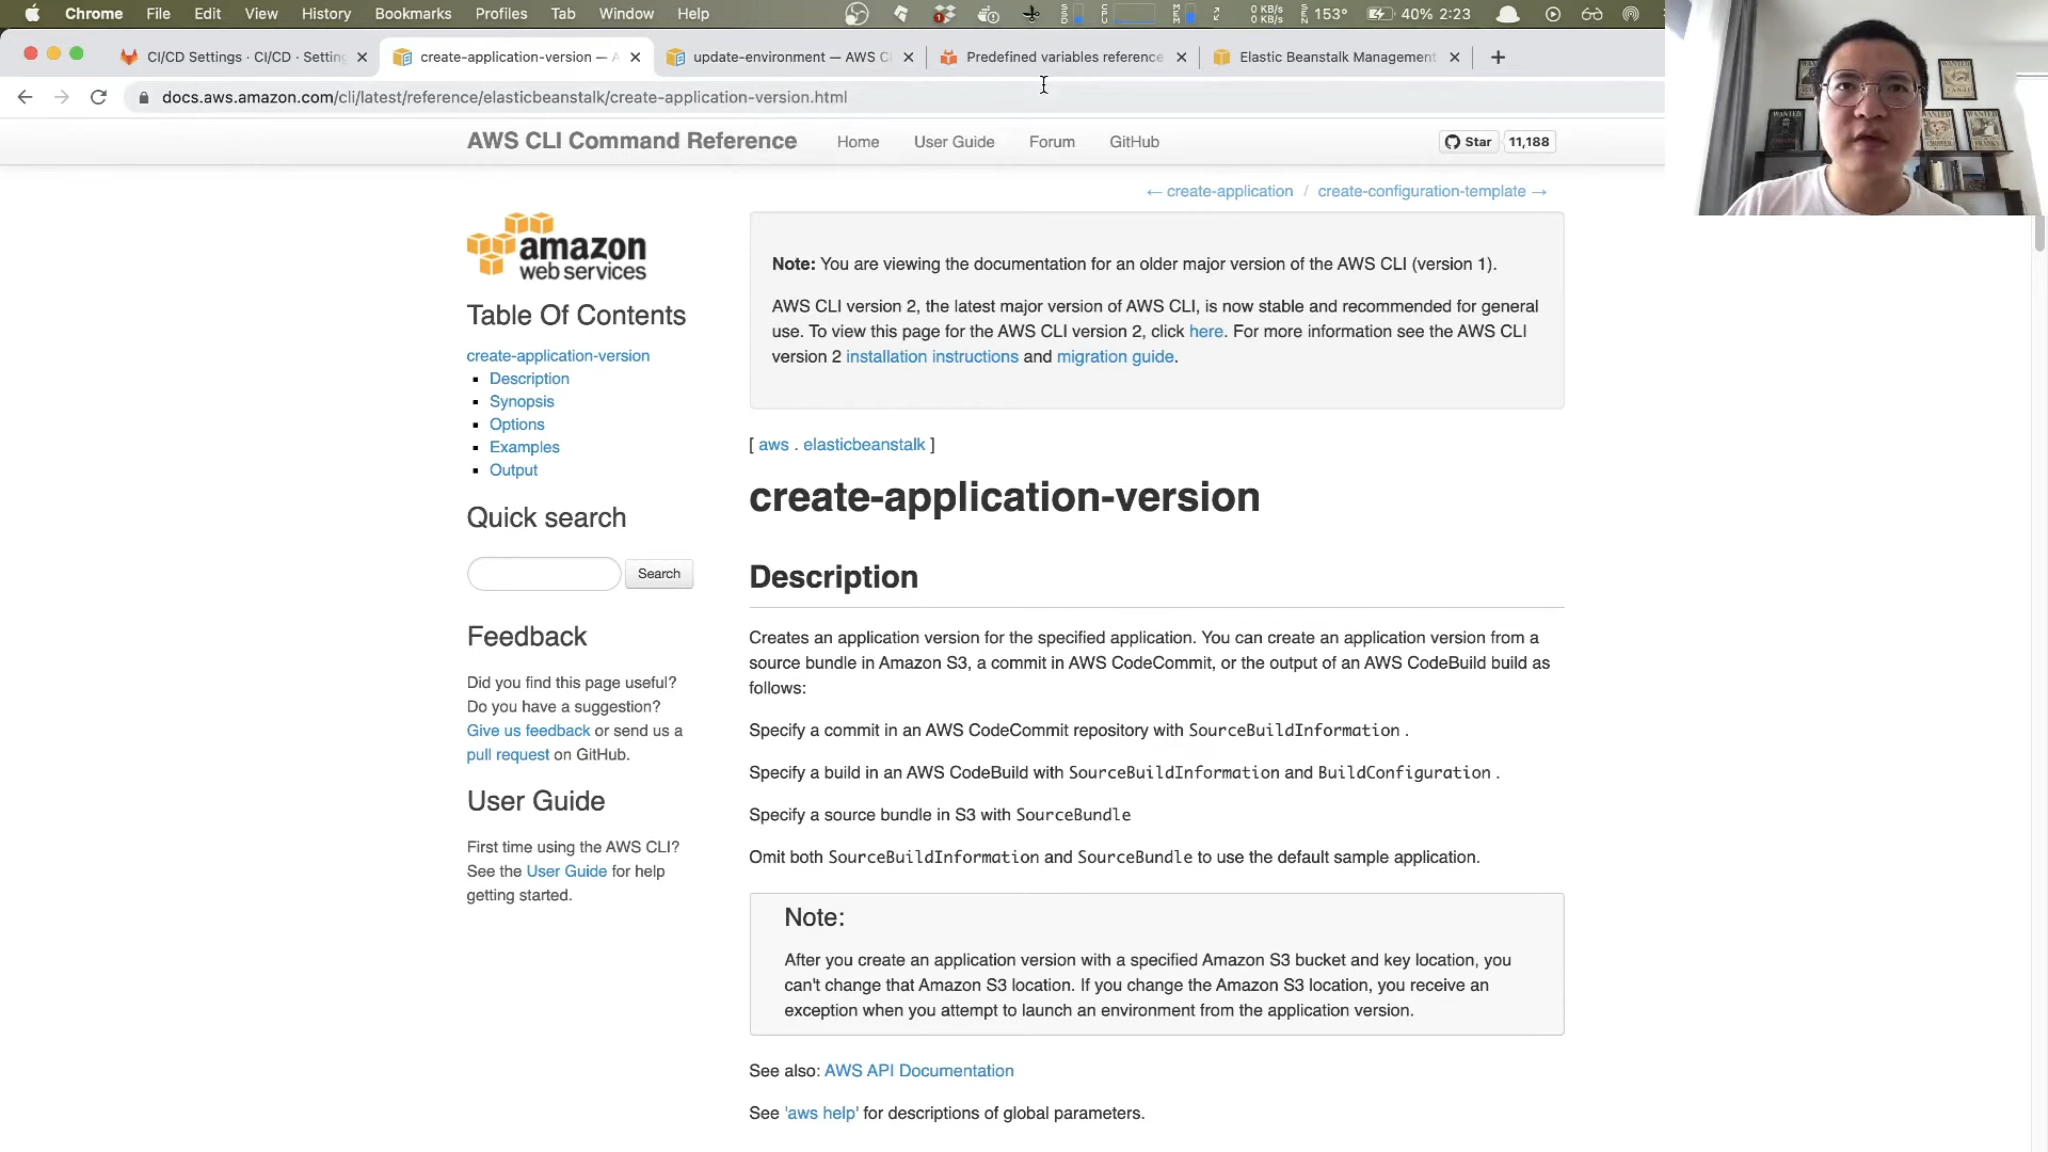 Chrome File Edit View History Bookmarks Profiles Tab Window Help 0 KB/s 0 KB/s 153° 40% 2:23
CI/CD Settings · CI/CD · Setting
create-application-version — A
update-environment — AWS C
Predefined variables reference
Elastic Beanstalk Management
docs.aws.amazon.com/cli/latest/reference/elasticbeanstalk/create-application-version.html
AWS CLI Command Reference Home User Guide Forum GitHub Star 11,188
← create-application / create-configuration-template →
amazon
web services
Table Of Contents
create-application-version
Description
Synopsis
Options
Examples
Output
Quick search
Search
Feedback
Did you find this page useful?
Do you have a suggestion?
Give us feedback or send us a
pull request on GitHub.
User Guide
First time using the AWS CLI?
See the User Guide for help
getting started.
Note: You are viewing the documentation for an older major version of the AWS CLI (version 1).
AWS CLI version 2, the latest major version of AWS CLI, is now stable and recommended for general
use. To view this page for the AWS CLI version 2, click here. For more information see the AWS CLI
version 2 installation instructions and migration guide.
[ aws . elasticbeanstalk ]
create-application-version
Description
Creates an application version for the specified application. You can create an application version from a
source bundle in Amazon S3, a commit in AWS CodeCommit, or the output of an AWS CodeBuild build as
follows:
Specify a commit in an AWS CodeCommit repository with SourceBuildInformation .
Specify a build in an AWS CodeBuild with SourceBuildInformation and BuildConfiguration .
Specify a source bundle in S3 with SourceBundle
Omit both SourceBuildInformation and SourceBundle to use the default sample application.
Note:
After you create an application version with a specified Amazon S3 bucket and key location, you
can't change that Amazon S3 location. If you change the Amazon S3 location, you receive an
exception when you attempt to launch an environment from the application version.
See also: AWS API Documentation
See 'aws help' for descriptions of global parameters.